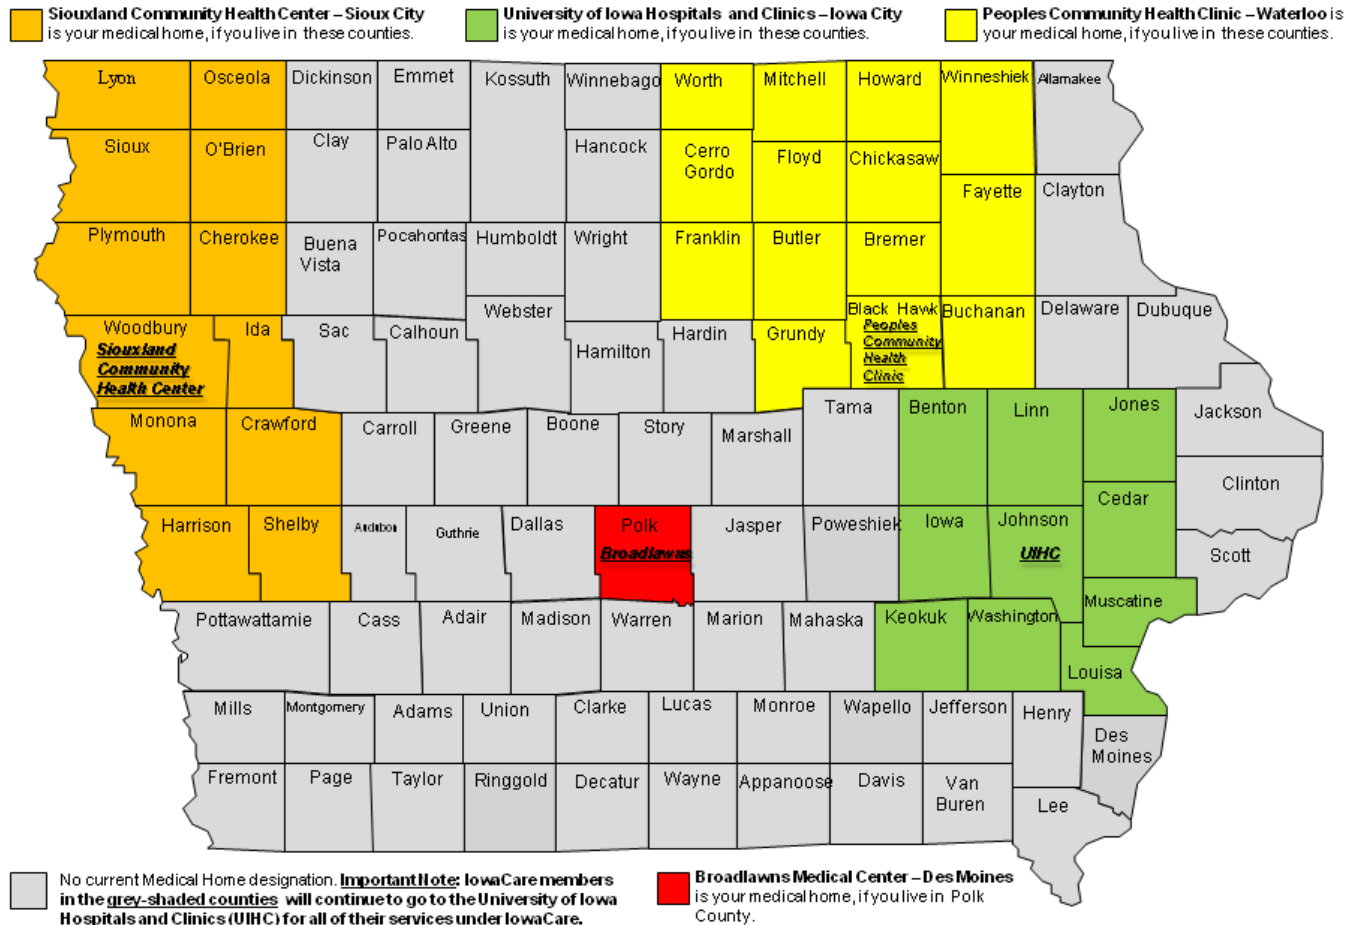 Siouxland Community Health Center – Sioux City
is your medical home, if you live in these counties.
University of Iowa Hospitals and Clinics – Iowa City
is your medical home, if you live in these counties.
Peoples Community Health Clinic – Waterloo is
your medical home, if you live in these counties.
Lyon
Osceola
Dickinson
Emmet
Kossuth
Winnebago
Worth
Mitchell
Howard
Winneshiek
Allamakee
Sioux
O'Brien
Clay
Palo Alto
Hancock
Cerro
Gordo
Floyd
Chickasaw
Fayette
Clayton
Plymouth
Cherokee
Buena
Vista
Pocahontas
Humboldt
Wright
Franklin
Butler
Bremer
Woodbury
Siouxland
Community
Health Center
Ida
Sac
Calhoun
Webster
Hamilton
Hardin
Grundy
Black Hawk
Peoples
Community
Health
Clinic
Buchanan
Delaware
Dubuque
Monona
Crawford
Carroll
Greene
Boone
Story
Marshall
Tama
Benton
Linn
Jones
Jackson
Clinton
Cedar
Harrison
Shelby
Audubon
Guthrie
Dallas
Polk
Broadlawns
Jasper
Poweshiek
Iowa
Johnson
UIHC
Scott
Muscatine
Pottawattamie
Cass
Adair
Madison
Warren
Marion
Mahaska
Keokuk
Washington
Louisa
Mills
Montgomery
Adams
Union
Clarke
Lucas
Monroe
Wapello
Jefferson
Henry
Des
Moines
Fremont
Page
Taylor
Ringgold
Decatur
Wayne
Appanoose
Davis
Van
Buren
Lee
No current Medical Home designation. Important Note: IowaCare members
in the grey-shaded counties will continue to go to the University of Iowa
Hospitals and Clinics (UIHC) for all of their services under IowaCare.
Broadlawns Medical Center – Des Moines
is your medical home, if you live in Polk
County.